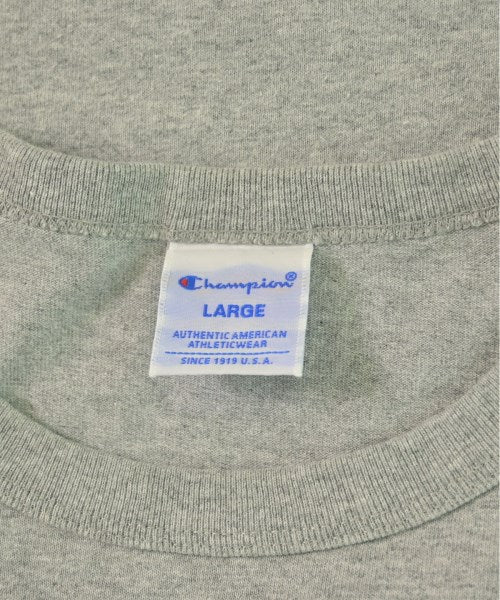 Champion®
LARGE
AUTHENTIC AMERICAN
ATHLETICWEAR
SINCE 1919 U.S.A.